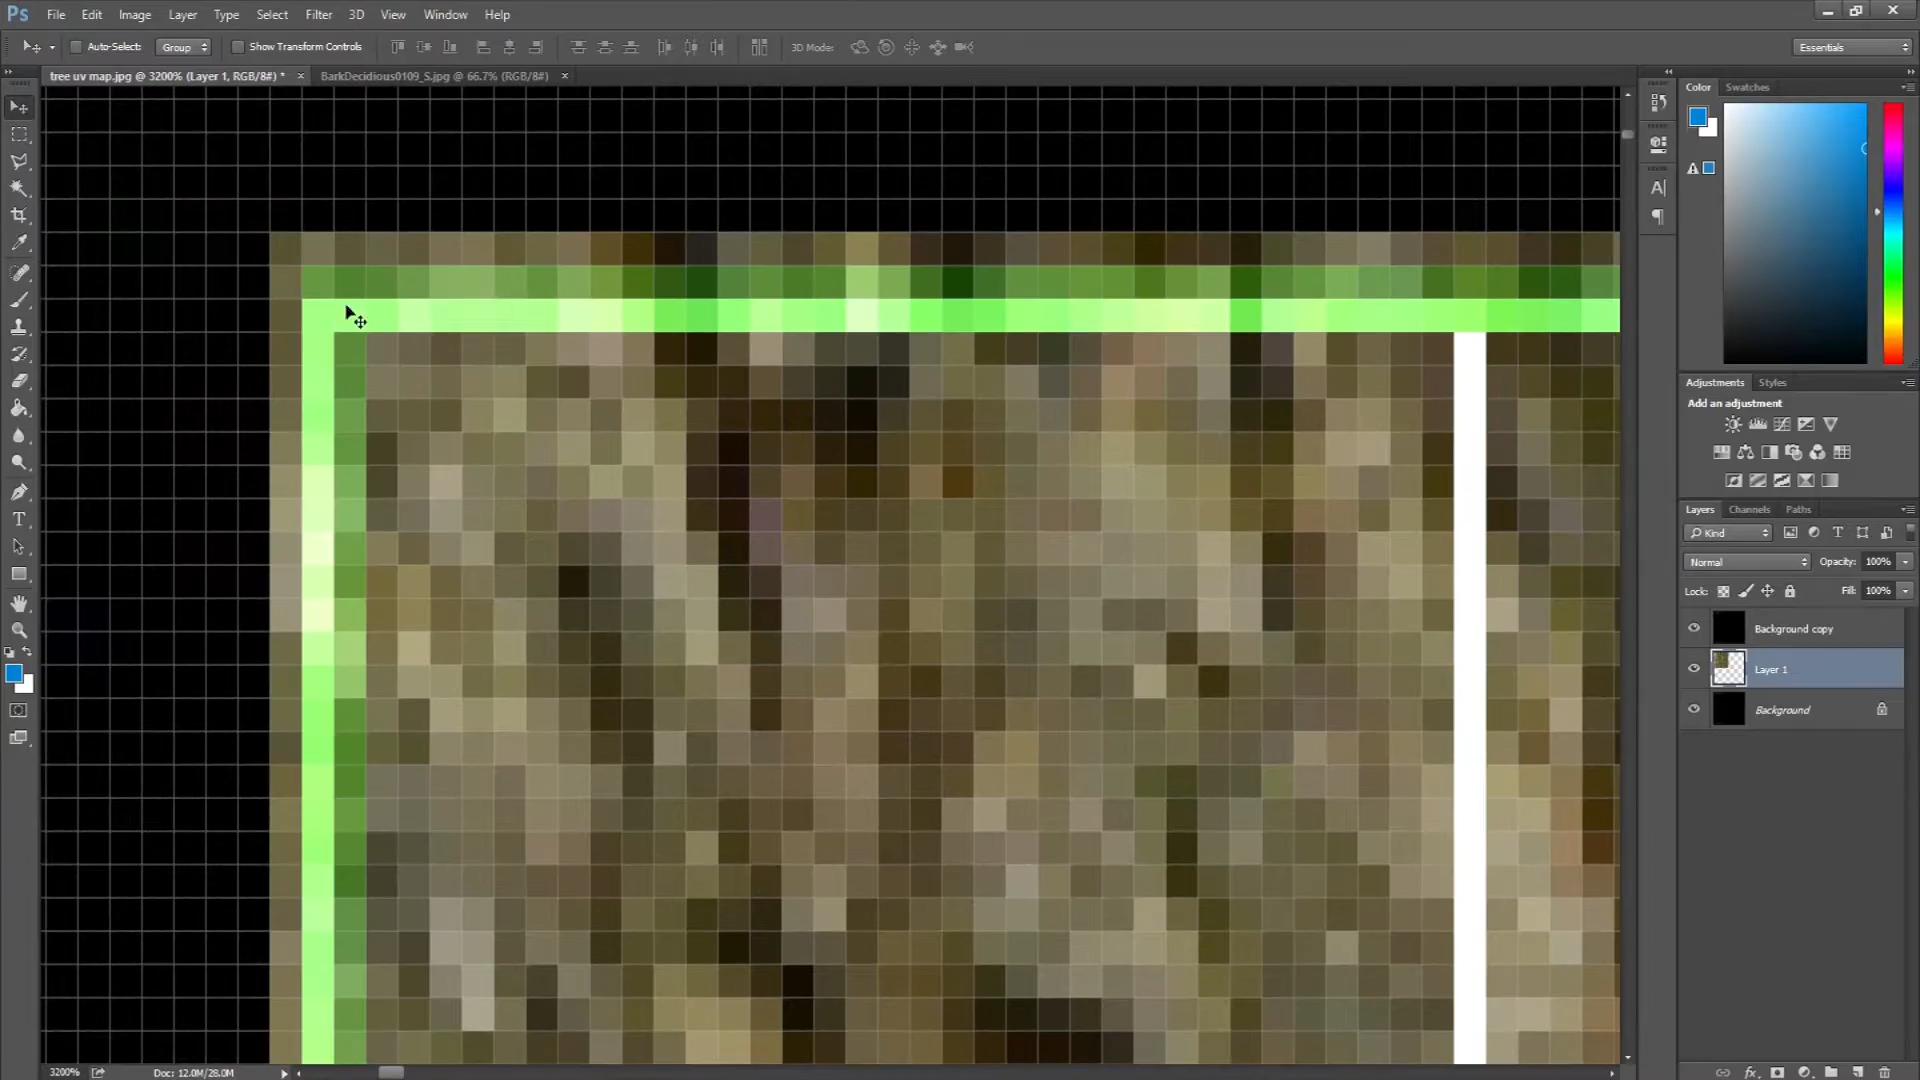 Ps File Edit Image Layer Type Select Filter 3D View Window Help
Auto-Select: Group Show Transform Controls 3D Mode: Essentials
tree uv map.jpg @ 3200% (Layer 1, RGB/8#) * × BarkDecidious0109_S.jpg @ 66.7% (RGB/8#) ×
Color Swatches
A|
Adjustments Styles
Add an adjustment
Layers Channels Paths
Kind
Normal Opacity: 100%
Lock: Fill: 100%
Background copy
Layer 1
Background
T
fx
3200% Doc: 12.0M/28.0M